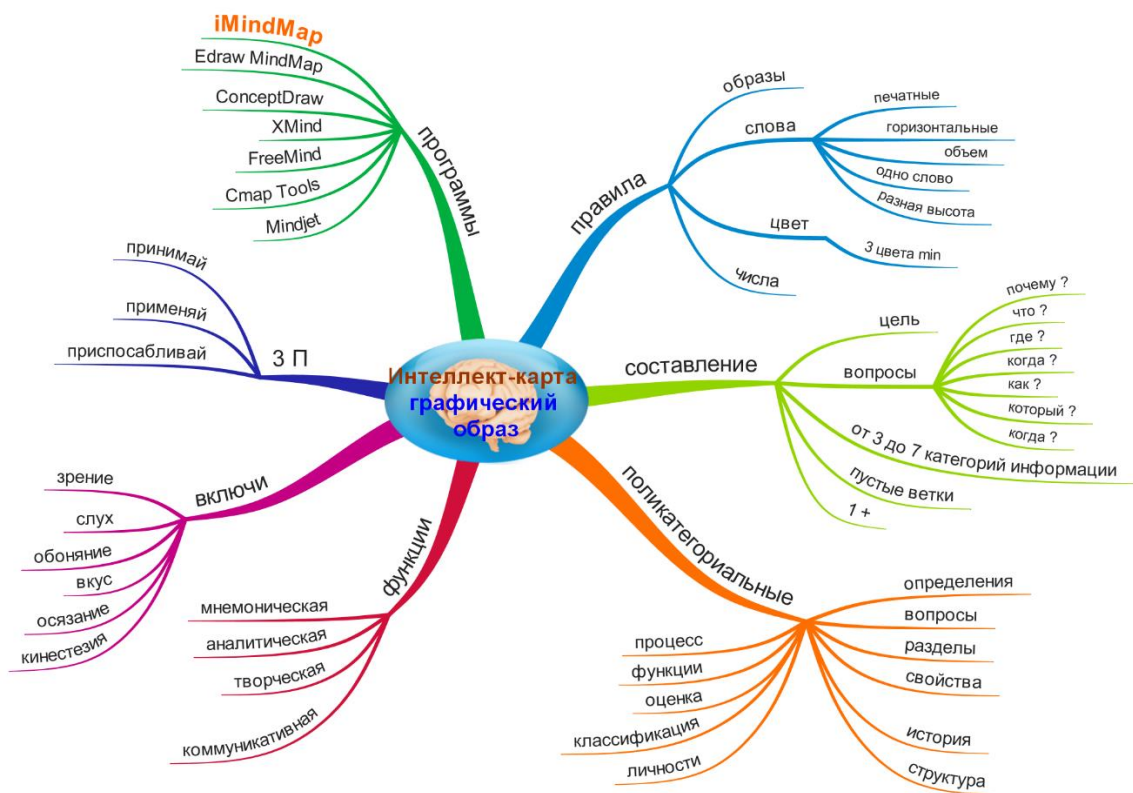 Интеллект-карта
графический
образ
программы
iMindMap
Edraw MindMap
ConceptDraw
XMind
FreeMind
Cmap Tools
Mindjet
правила
образы
слова
печатные
горизонтальные
объем
одно слово
разная высота
цвет
3 цвета min
числа
составление
цель
вопросы
почему ?
что ?
где ?
когда ?
как ?
который ?
когда ?
от 3 до 7 категорий информации
пустые ветки
1 +
поликатегориальные
определения
вопросы
разделы
свойства
история
структура
процесс
функции
оценка
классификация
личности
функции
мнемоническая
аналитическая
творческая
коммуникативная
включи
зрение
слух
обоняние
вкус
осязание
кинестезия
3 П
принимай
применяй
приспосабливай